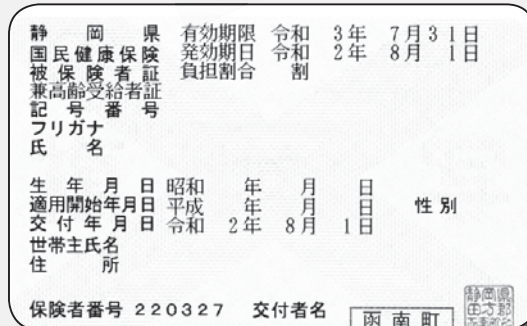 静岡県 有効期限 令和 3年 7月31日
国民健康保険 発効期日 令和 2年 8月 1日
被保険者証 負担割合 割
兼高齢受給者証
記号番号
フリガナ
氏名
生年月日 昭和 年 月 日
適用開始年月日 平成 年 月 日 性別
交付年月日 令和 2年 8月 1日
世帯主氏名
住所
保険者番号 220327 交付者名 函南町